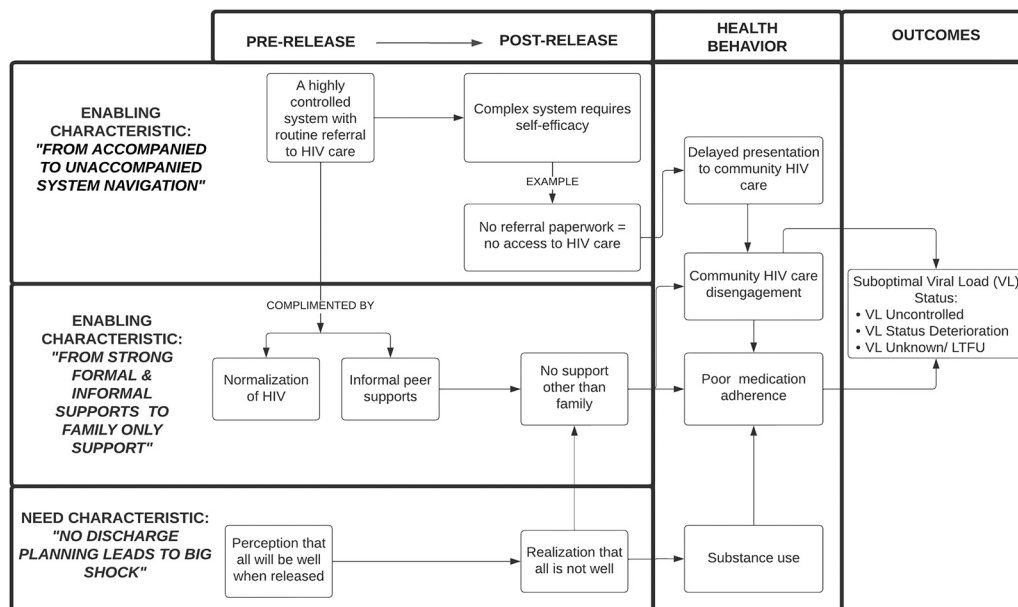 PRE-RELEASE
POST-RELEASE
HEALTH
BEHAVIOR
OUTCOMES
ENABLING
CHARACTERISTIC:
"FROM ACCOMPANIED
TO UNACCOMPANIED
SYSTEM NAVIGATION"
A highly
controlled
system with
routine referral
to HIV care
Complex system requires
self-efficacy
EXAMPLE
No referral paperwork =
no access to HIV care
Delayed presentation
to community HIV
care
Community HIV care
disengagement
Suboptimal Viral Load (VL)
Status:
• VL Uncontrolled
• VL Status Deterioration
• VL Unknown/ LTFU
COMPLIMENTED BY
ENABLING
CHARACTERISTIC:
"FROM STRONG
FORMAL &
INFORMAL
SUPPORTS TO
FAMILY ONLY
SUPPORT"
Normalization
of HIV
Informal peer
supports
No support
other than
family
Poor medication
adherence
NEED CHARACTERISTIC:
"NO DISCHARGE
PLANNING LEADS TO BIG
SHOCK"
Perception that
all will be well
when released
Realization that
all is not well
Substance use